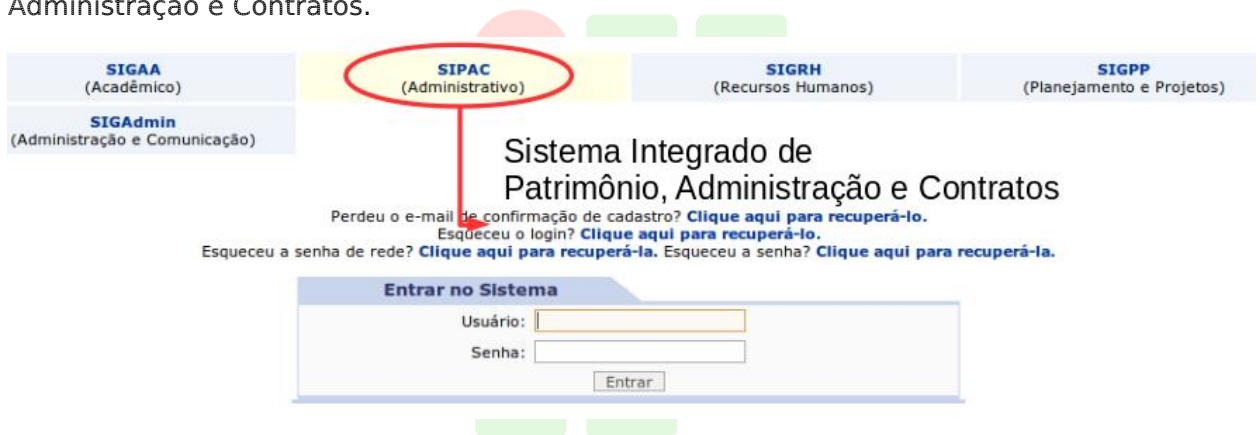 Administração e Contratos.
SIGAA SIPAC SIGRH SIGPP
(Acadêmico) (Administrativo) (Recursos Humanos) (Planejamento e Projetos)
SIGAdmin
(Administração e Comunicação)
Sistema Integrado de
Patrimônio, Administração e Contratos
Perdeu o e-mail de confirmação de cadastro? Clique aqui para recuperá-lo.
Esqueceu o login? Clique aqui para recuperá-lo.
Esqueceu a senha de rede? Clique aqui para recuperá-la. Esqueceu a senha? Clique aqui para recuperá-la.
Entrar no Sistema
Usuário:
Senha:
Entrar